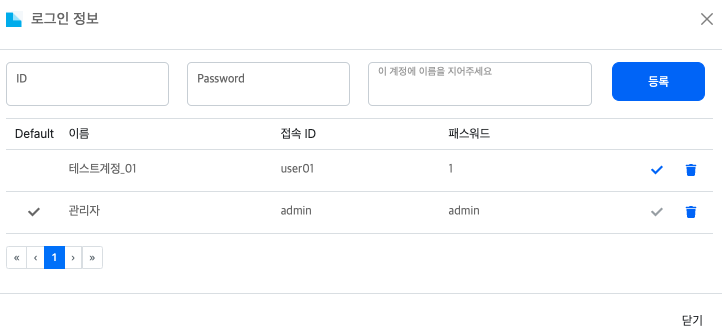 로그인 정보
ID Password 이 계정에 이름을 지어주세요 등록
Default 이름 접속 ID 패스워드
테스트계정_01 user01 1
관리자 admin admin
« ‹ 1 › »
닫기